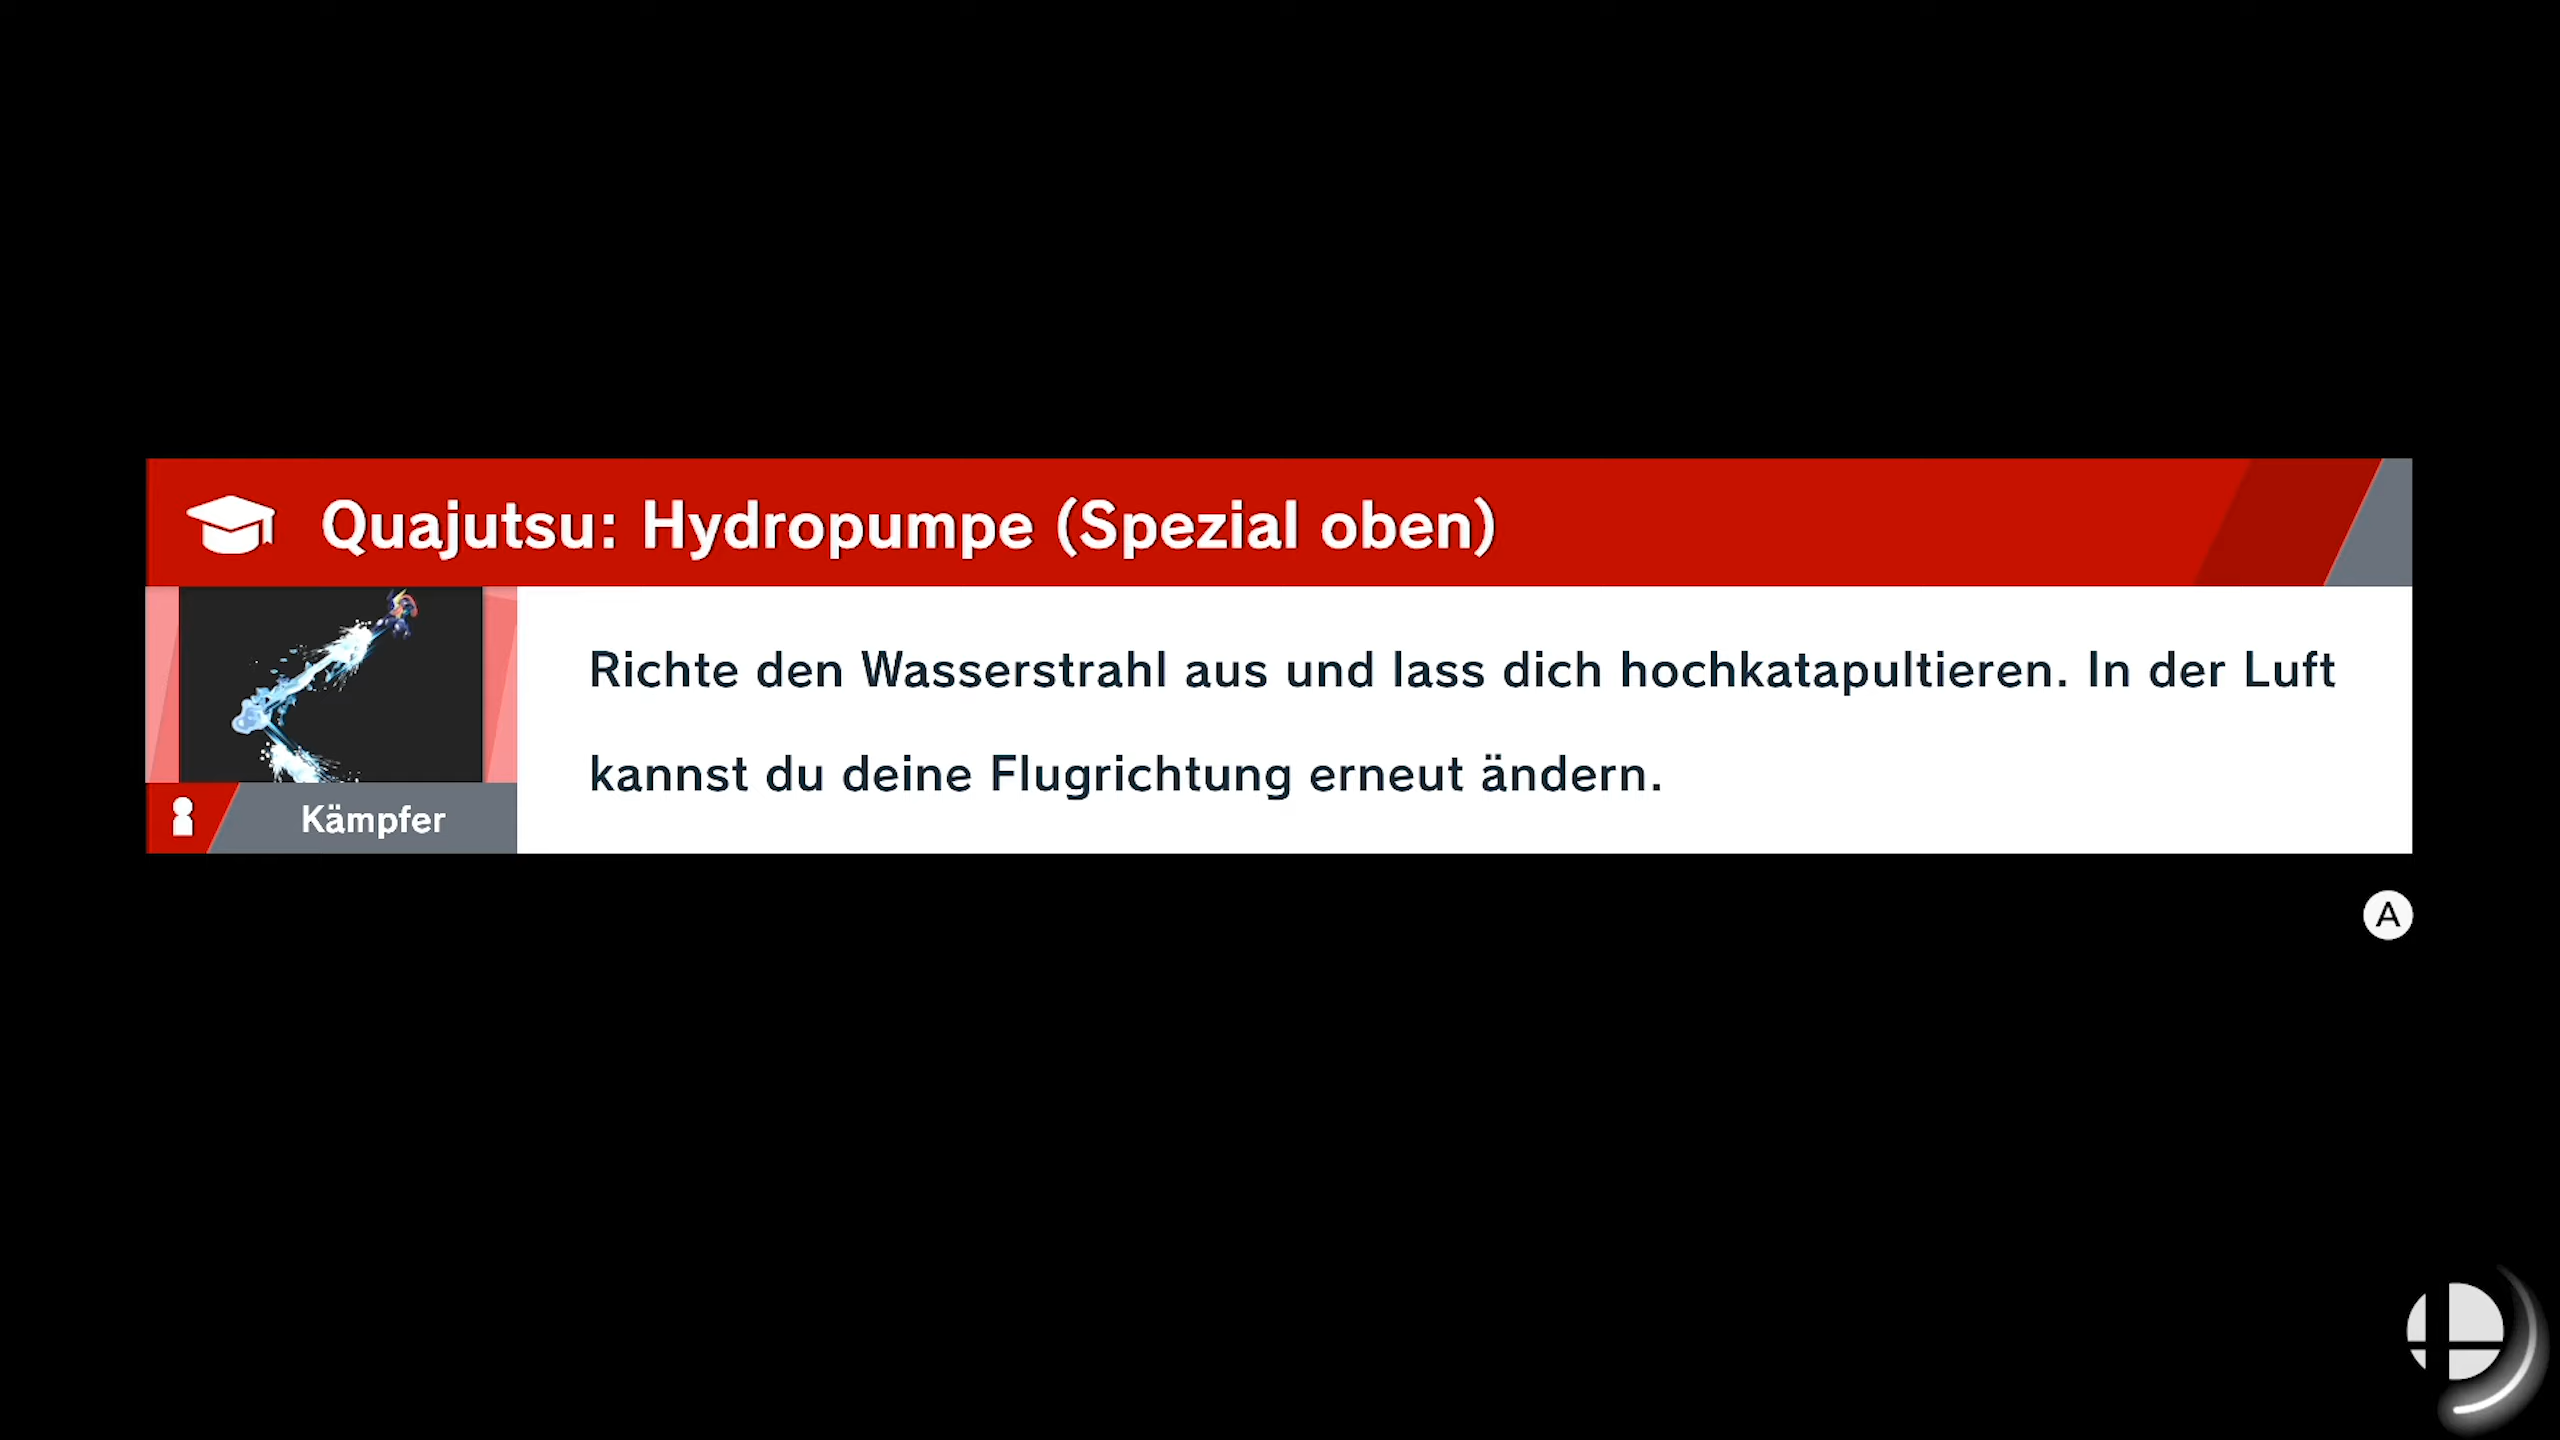 Quajutsu: Hydropumpe (Spezial oben)
Richte den Wasserstrahl aus und lass dich hochkatapultieren. In der Luft
kannst du deine Flugrichtung erneut ändern.
Kämpfer
A